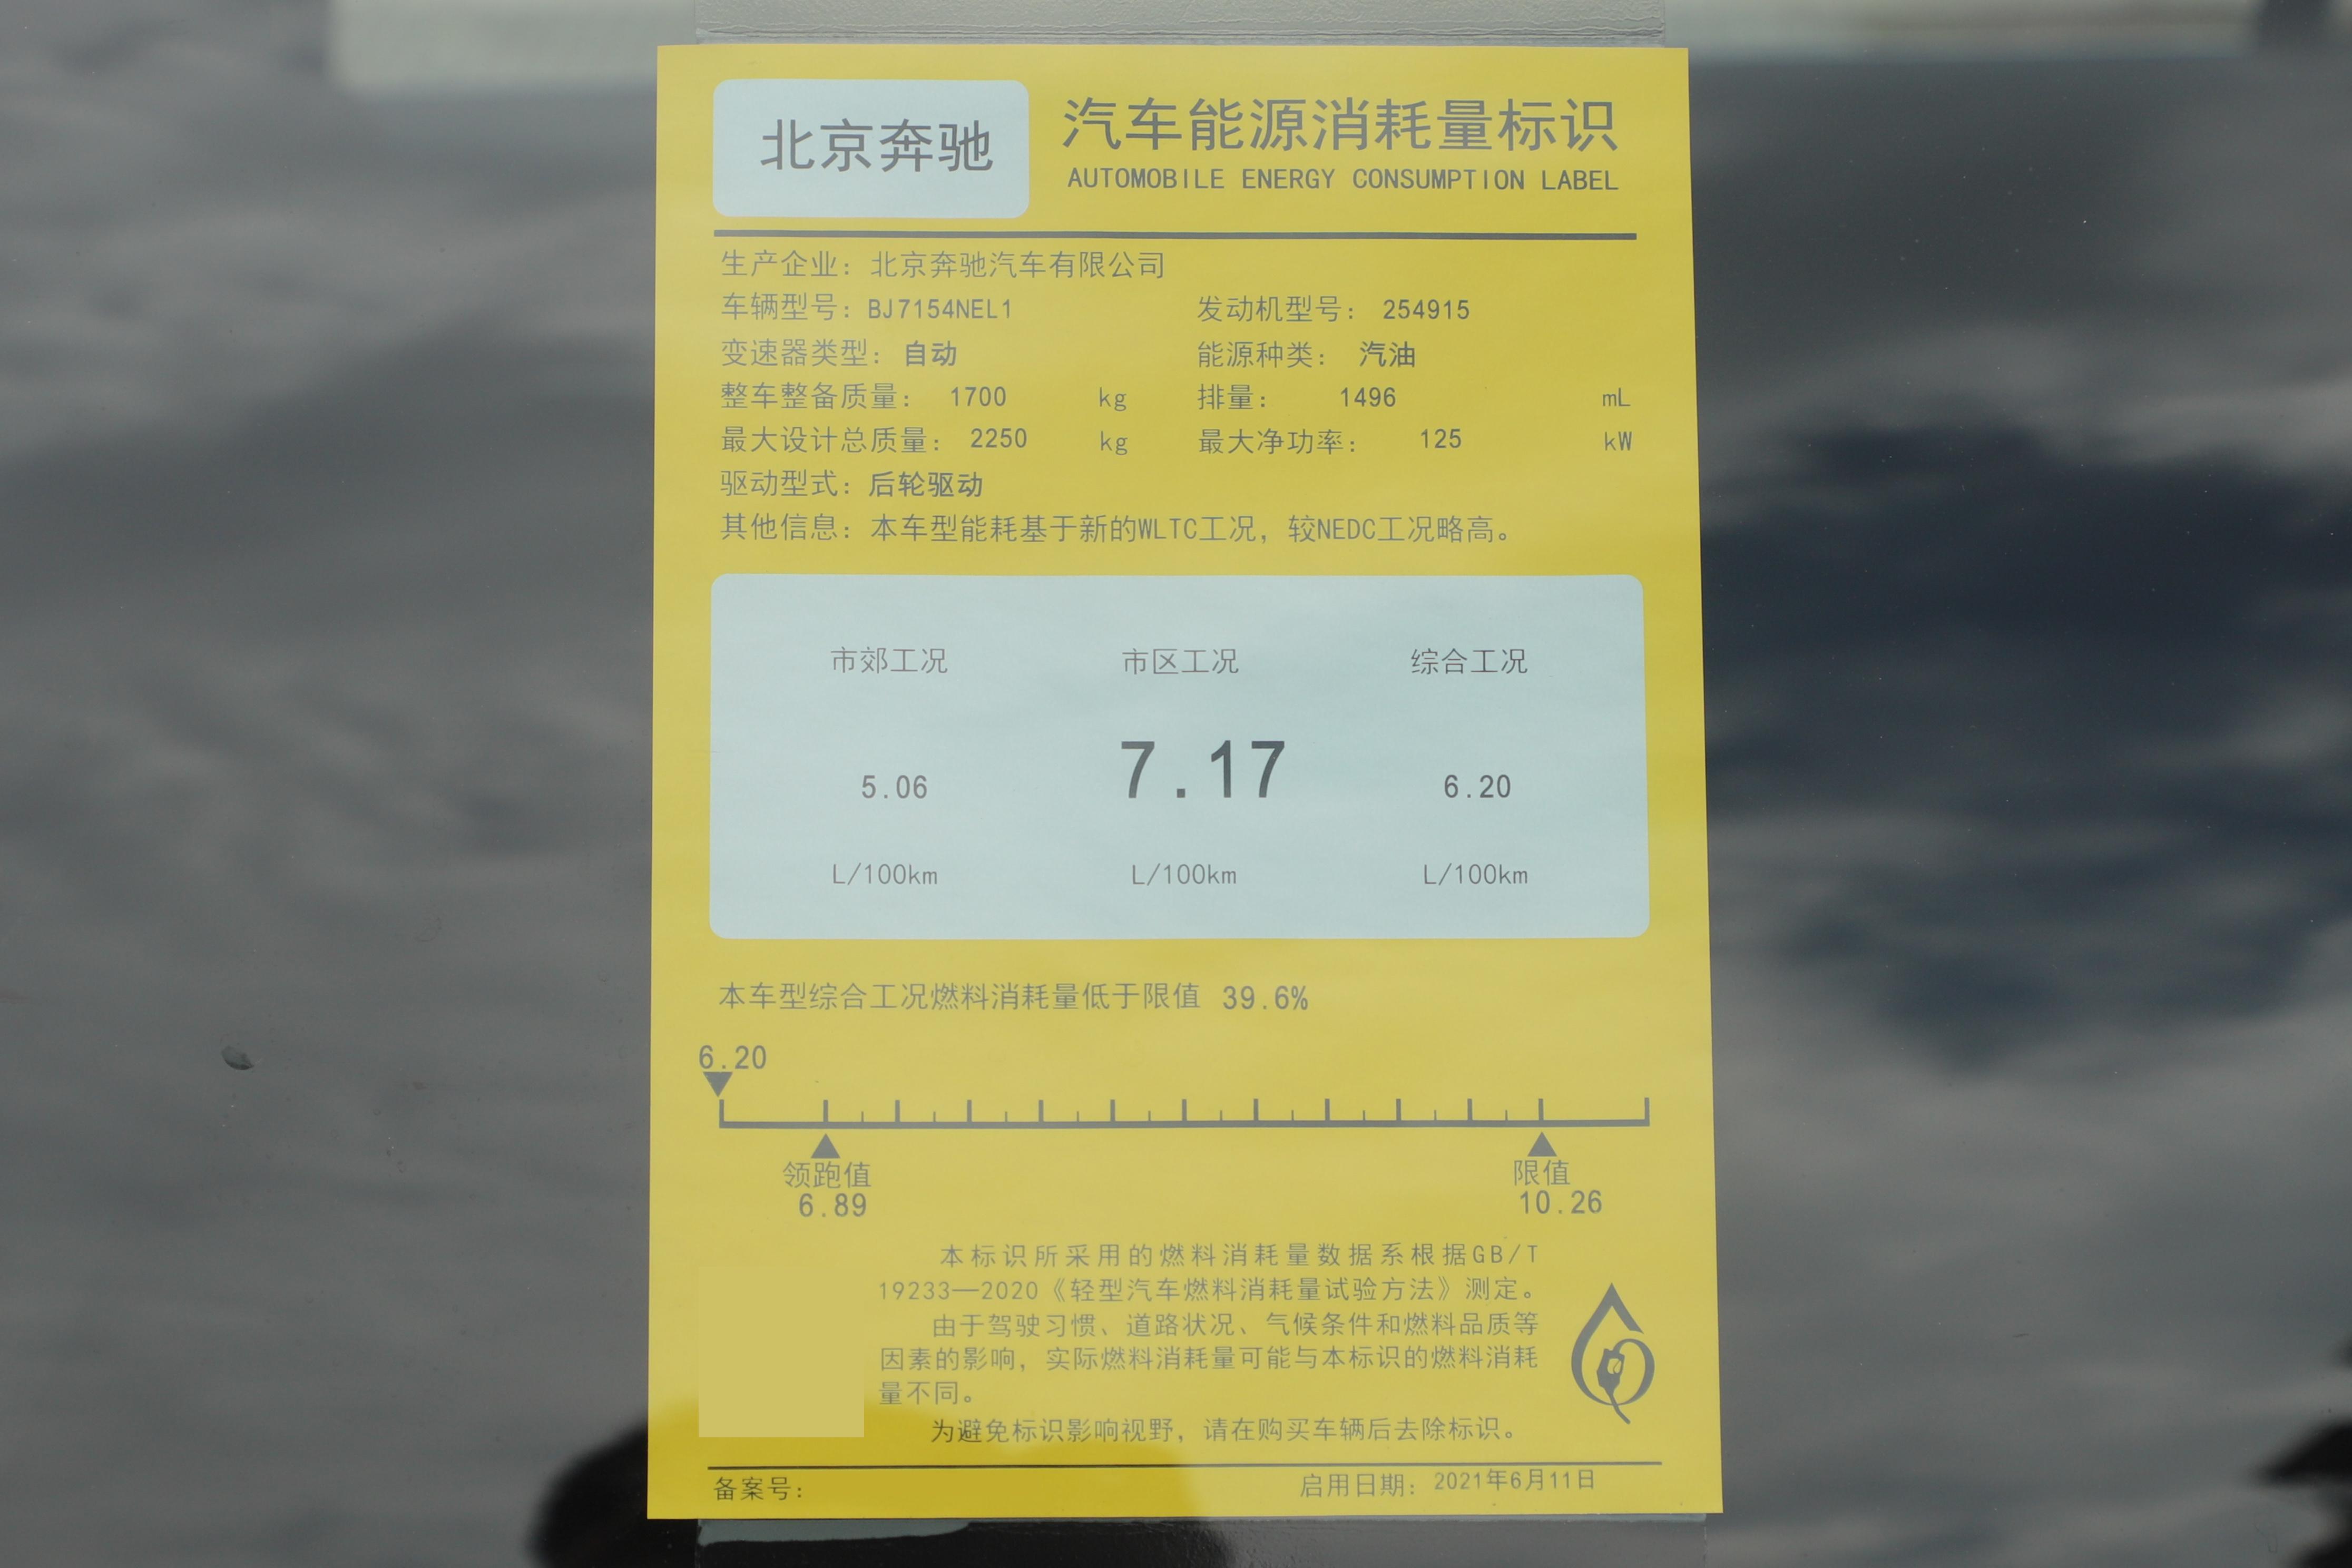 北京奔驰
汽车能源消耗量标识
AUTOMOBILE ENERGY CONSUMPTION LABEL
生产企业：北京奔驰汽车有限公司
车辆型号：BJ7154NEL1 发动机型号：254915
变速器类型：自动 能源种类：汽油
整车整备质量：1700 kg 排量：1496 mL
最大设计总质量：2250 kg 最大净功率：125 kW
驱动型式：后轮驱动
其他信息：本车型能耗基于新的WLTC工况，较NEDC工况略高。
市郊工况 市区工况 综合工况
5.06 7.17 6.20
L/100km L/100km L/100km
本车型综合工况燃料消耗量低于限值 39.6%
6.20
领跑值 限值
6.89 10.26
本标识所采用的燃料消耗量数据系根据GB/T
19233—2020《轻型汽车燃料消耗量试验方法》测定。
由于驾驶习惯、道路状况、气候条件和燃料品质等
因素的影响，实际燃料消耗量可能与本标识的燃料消耗
量不同。
为避免标识影响视野，请在购买车辆后去除标识。
备案号： 启用日期：2021年6月11日